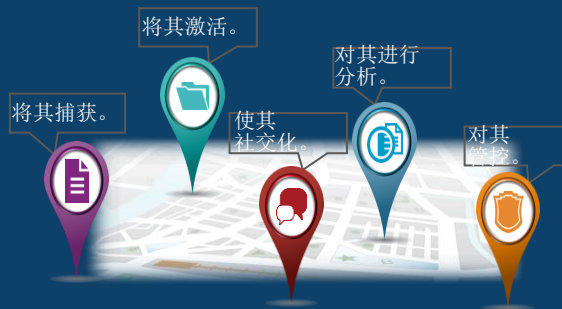 将其捕获。
将其激活。
使其
社交化。
对其进行
分析。
对其
管控。